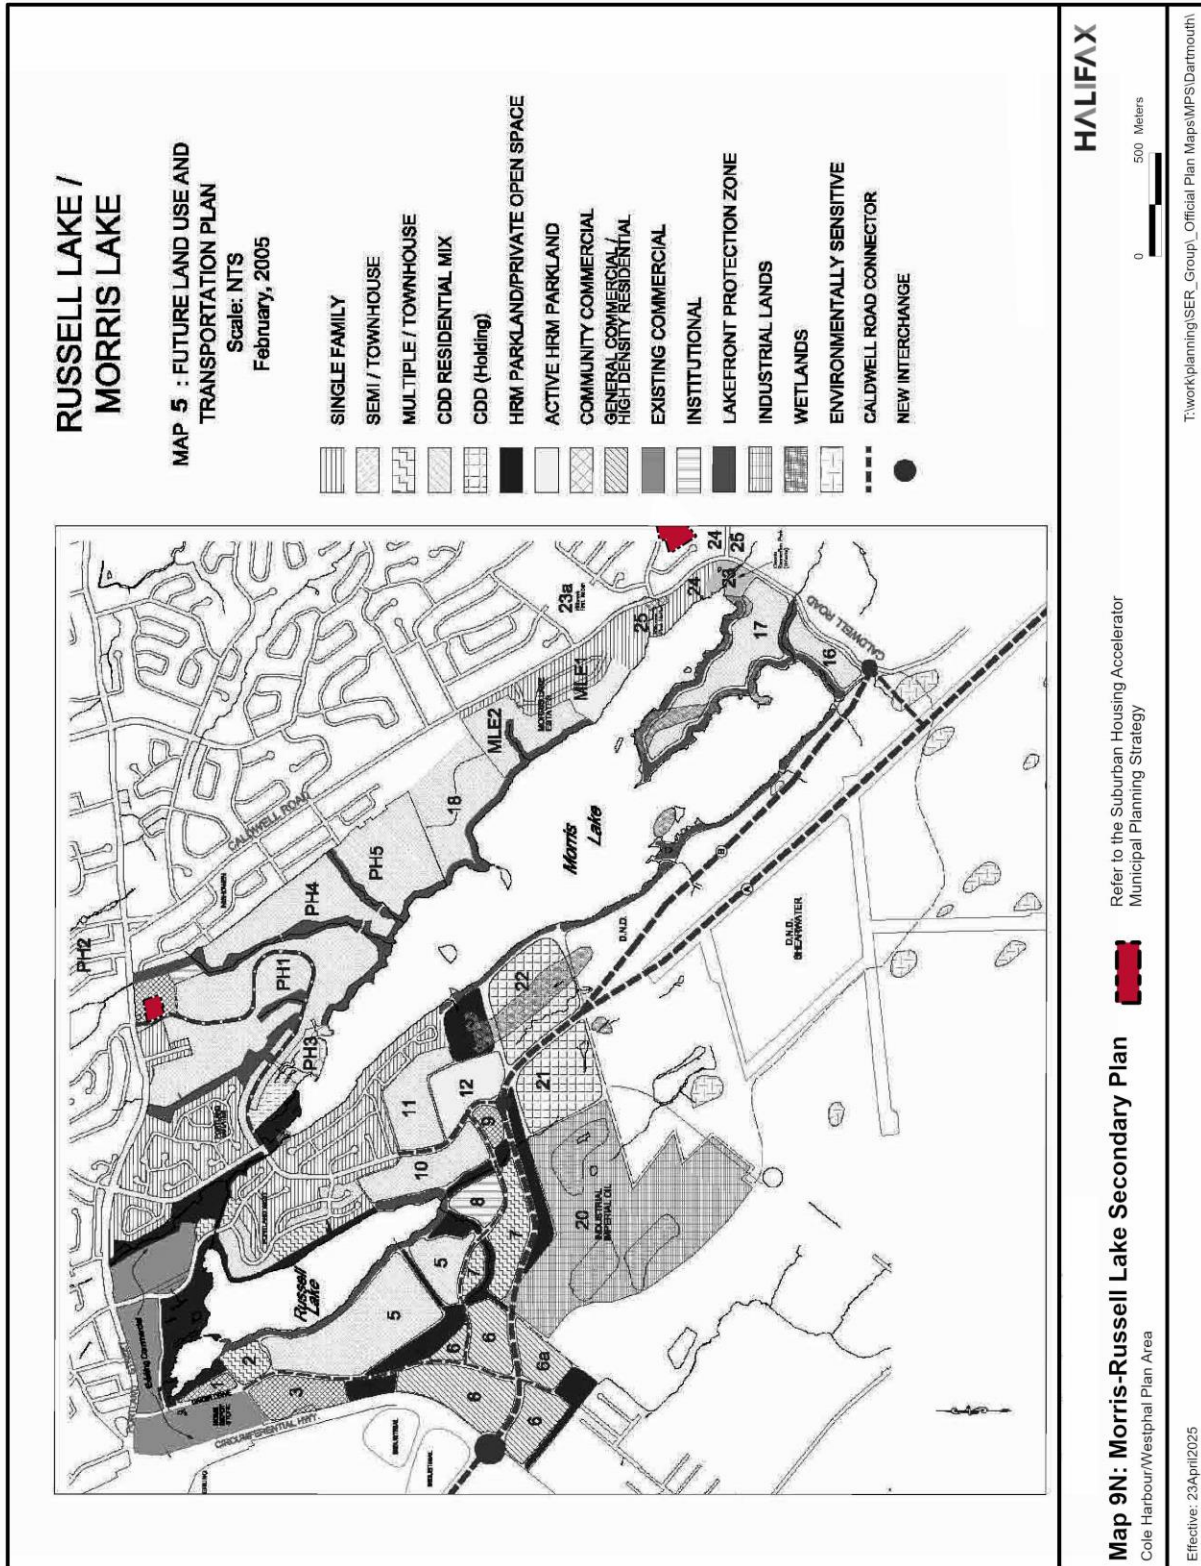 RUSSELL LAKE /
MORRIS LAKE
MAP 5 : FUTURE LAND USE AND
TRANSPORTATION PLAN
Scale: NTS
February, 2005
SINGLE FAMILY
SEMI / TOWNHOUSE
MULTIPLE / TOWNHOUSE
CDD RESIDENTIAL MIX
CDD (Holding)
HRM PARKLAND/PRIVATE OPEN SPACE
ACTIVE HRM PARKLAND
COMMUNITY COMMERCIAL
GENERAL COMMERCIAL /
HIGH DENSITY RESIDENTIAL
EXISTING COMMERCIAL
INSTITUTIONAL
LAKEFRONT PROTECTION ZONE
INDUSTRIAL LANDS
WETLANDS
ENVIRONMENTALLY SENSITIVE
CALDWELL ROAD CONNECTOR
NEW INTERCHANGE
PH2
CALDWELL ROAD
PH4
PH1
PH3
PH5
18
MLE2
MLE1
23a
25
24
24
25
23
17
16
CALDWELL ROAD
Morris
Lake
Russell
Lake
Existing Commercial
CIRCUMFERENTIAL HWY.
1
2
3
5
5
6
6
6
6
6a
7
7
8
9
10
11
12
20
INDUSTRIAL
IMPERIAL OIL
21
22
D.N.D.
D.N.D.
SHEARWATER
A
B
INDUSTRIAL
INDUSTRIAL
Map 9N: Morris-Russell Lake Secondary Plan
Cole Harbour/Westphal Plan Area
Refer to the Suburban Housing Accelerator
Municipal Planning Strategy
HALIFAX
0 500 Meters
Effective: 23April2025
T:\work\planning\SER_Group\_Official Plan Maps\MPS\Dartmouth\